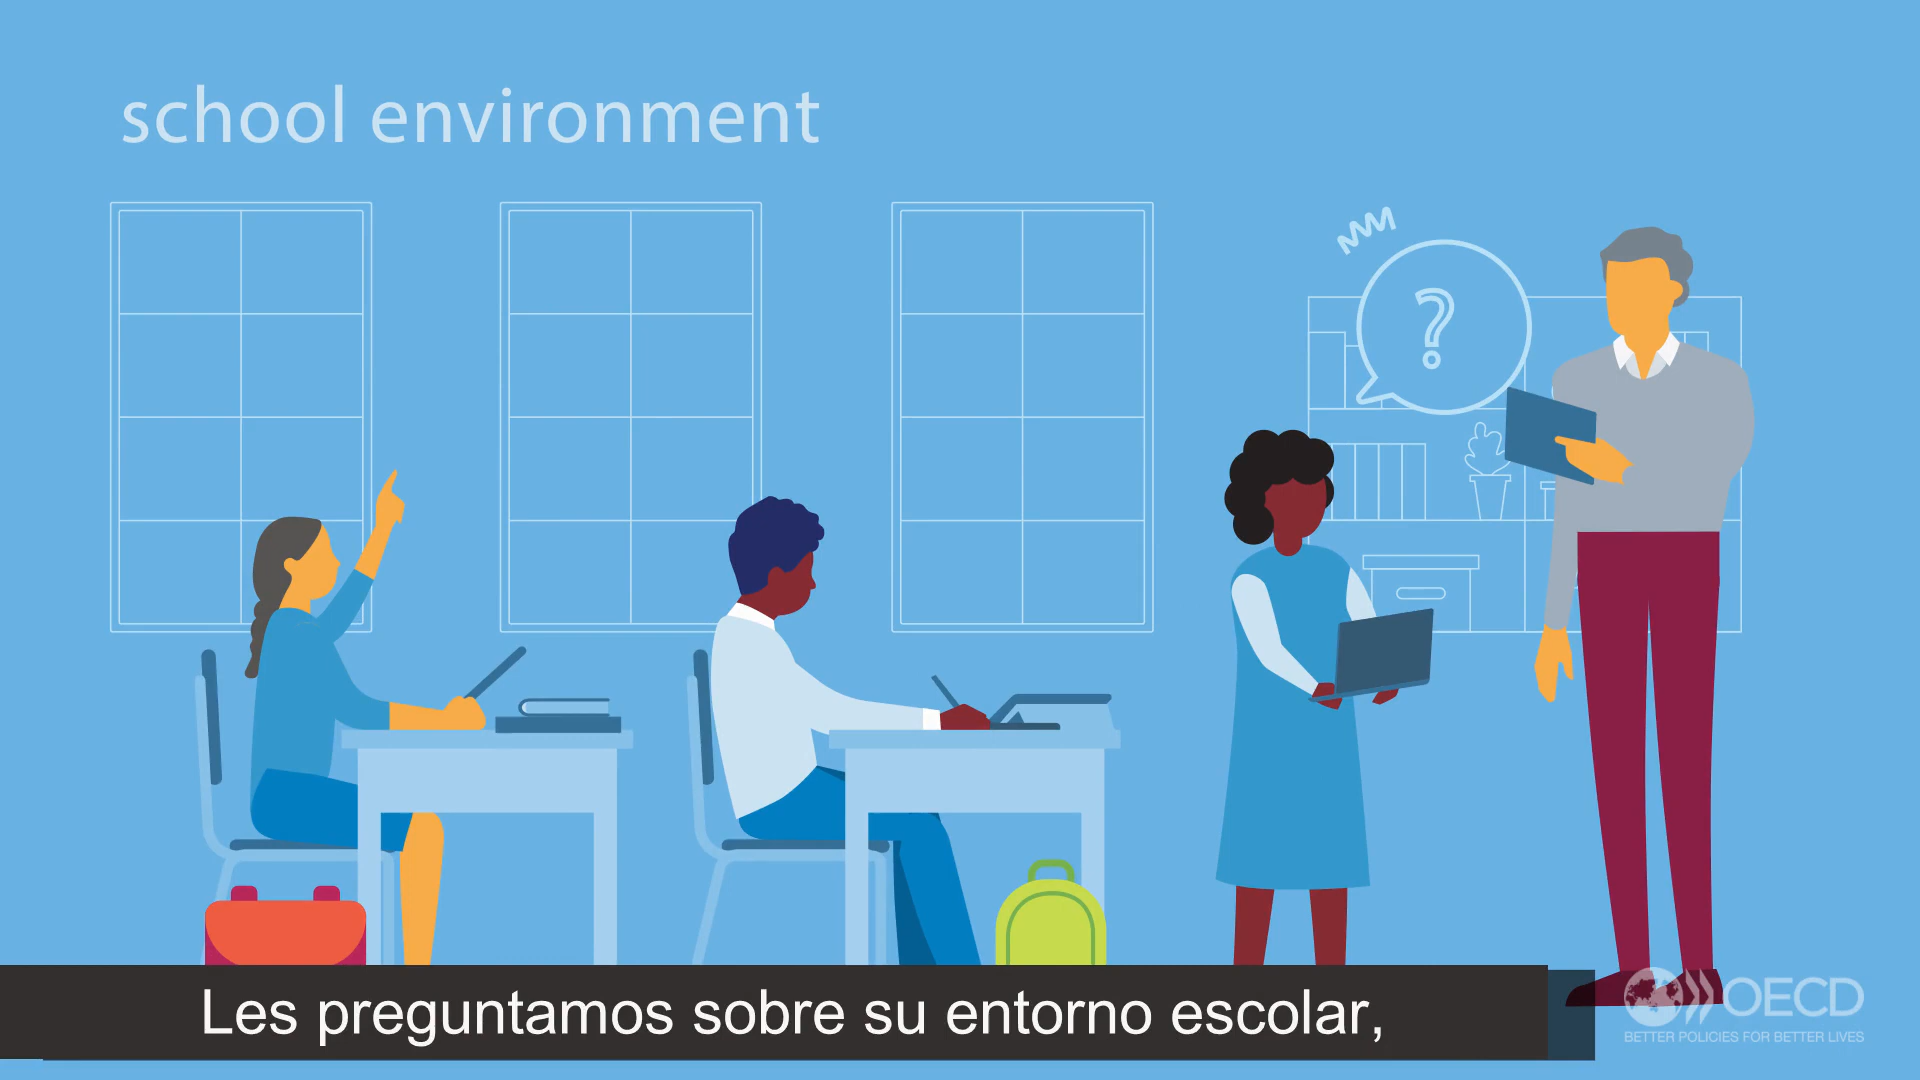 school environment
?
Les preguntamos sobre su entorno escolar,
OECD
BETTER POLICIES FOR BETTER LIVES